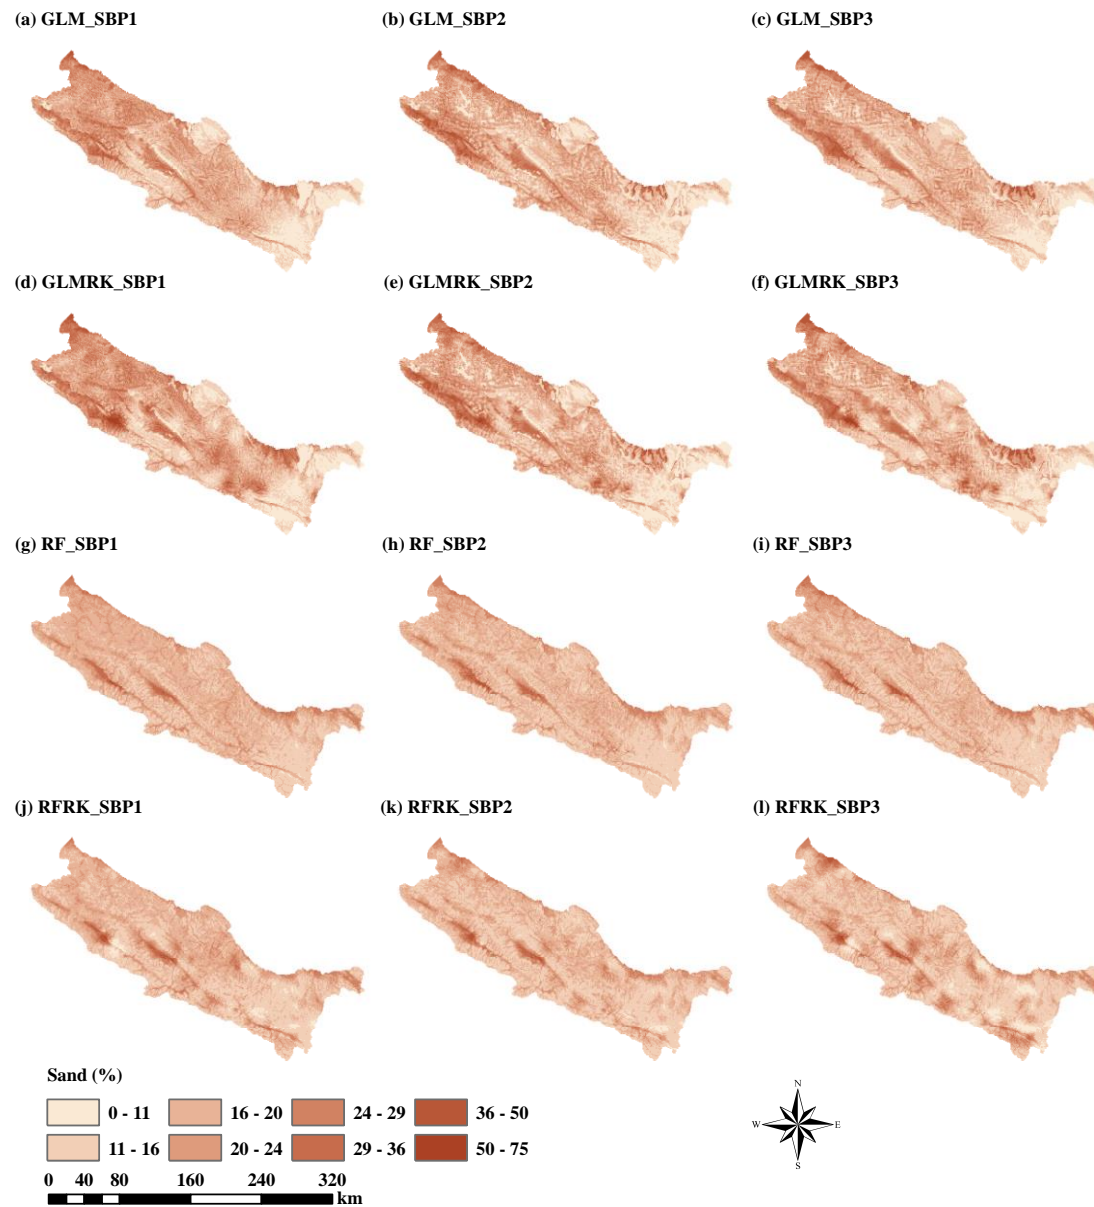 (a) GLM_SBP1
(b) GLM_SBP2
(c) GLM_SBP3
(d) GLMRK_SBP1
(e) GLMRK_SBP2
(f) GLMRK_SBP3
(g) RF_SBP1
(h) RF_SBP2
(i) RF_SBP3
(j) RFRK_SBP1
(k) RFRK_SBP2
(l) RFRK_SBP3
Sand (%)
0 - 11
16 - 20
24 - 29
36 - 50
11 - 16
20 - 24
29 - 36
50 - 75
0 40 80 160 240 320
km
N
W
E
S